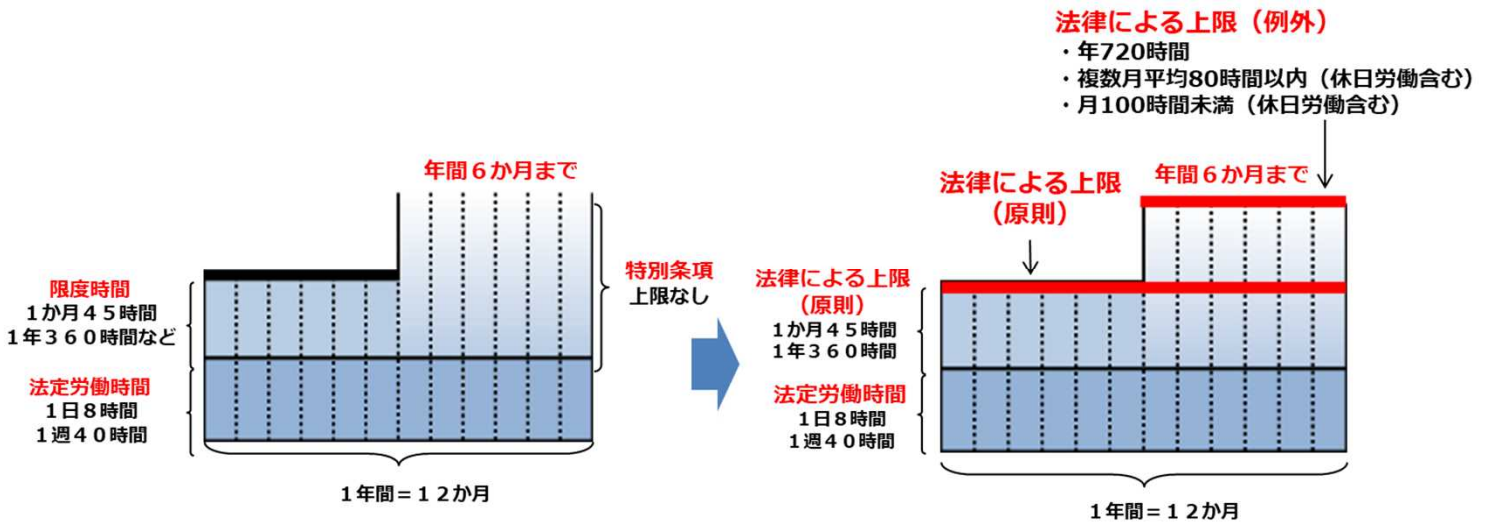 年間６か月まで
限度時間
１か月４５時間
１年３６０時間など
法定労働時間
１日８時間
１週４０時間
特別条項
上限なし
１年間＝１２か月
法律による上限（例外）
・年720時間
・複数月平均80時間以内（休日労働含む）
・月100時間未満（休日労働含む）
法律による上限
（原則）
年間６か月まで
法律による上限
（原則）
１か月４５時間
１年３６０時間
法定労働時間
１日８時間
１週４０時間
１年間＝１２か月